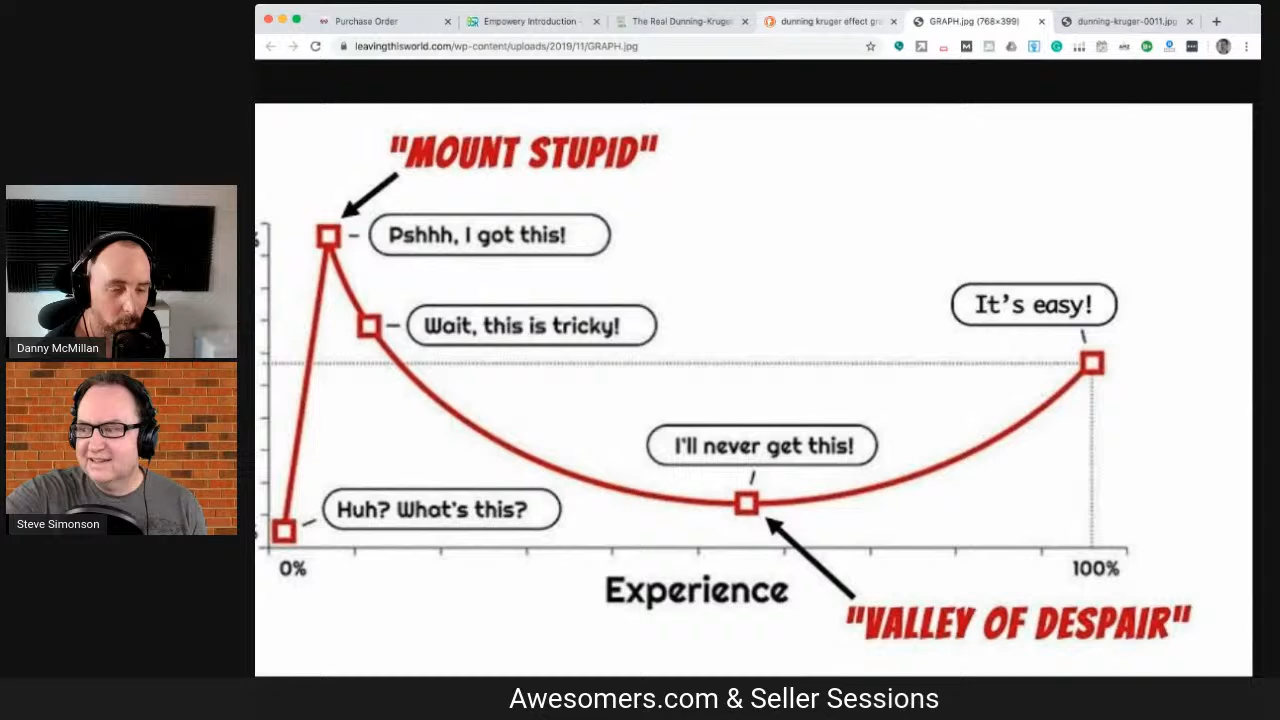 Purchase Order
Empowery Introduction -
The Real Dunning-Kruge
dunning kruger effect gra
GRAPH.jpg (768×399)
dunning-kruger-0011.jpg
leavingthisworld.com/wp-content/uploads/2019/11/GRAPH.jpg
"MOUNT STUPID"
Pshhh, I got this!
Wait, this is tricky!
It's easy!
I'll never get this!
Huh? What's this?
0%
100%
Experience
"VALLEY OF DESPAIR"
Danny McMillan
Steve Simonson
Awesomers.com & Seller Sessions